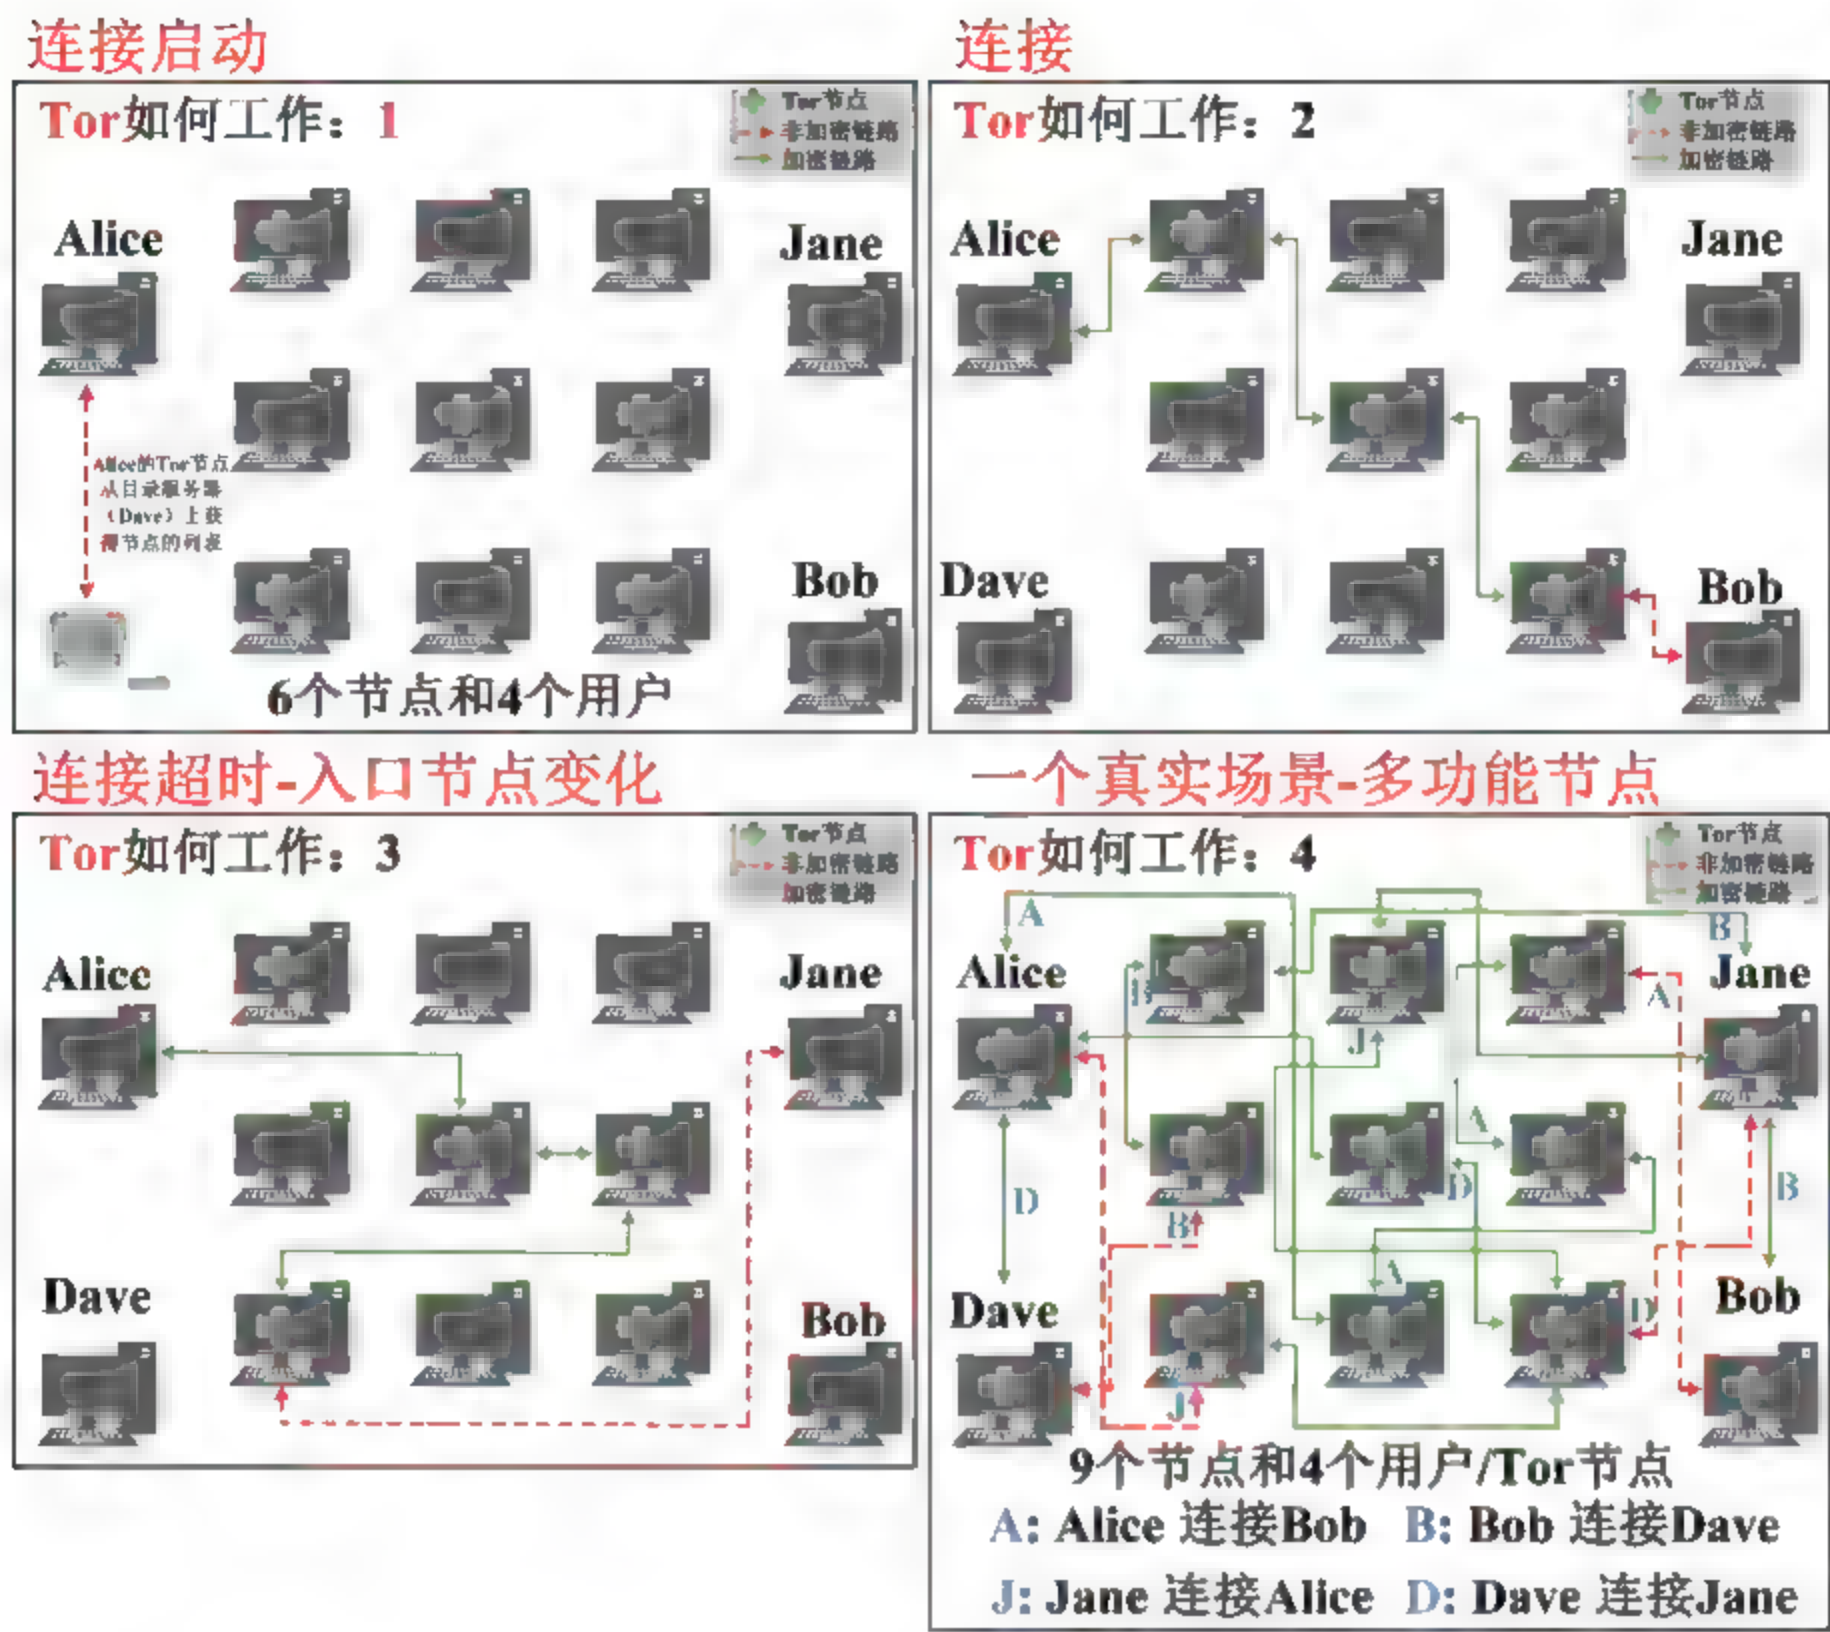 连接启动
Tor如何工作：1
Tor节点
非加密链路
加密链路
Alice
Jane
Alice的Tor节点
从目录服务器
（Dave）上获
得节点的列表
Bob
6个节点和4个用户
连接
Tor如何工作：2
Tor节点
非加密链路
加密链路
Alice
Jane
Dave
Bob
连接超时-入口节点变化
Tor如何工作：3
Tor节点
非加密链路
加密链路
Alice
Jane
Dave
Bob
一个真实场景-多功能节点
Tor如何工作：4
Tor节点
非加密链路
加密链路
A
B
Alice
Jane
B
A
J
A
D
D
B
B
A
D
Dave
Bob
J
9个节点和4个用户/Tor节点
A: Alice 连接Bob B: Bob 连接Dave
J: Jane 连接Alice D: Dave 连接Jane